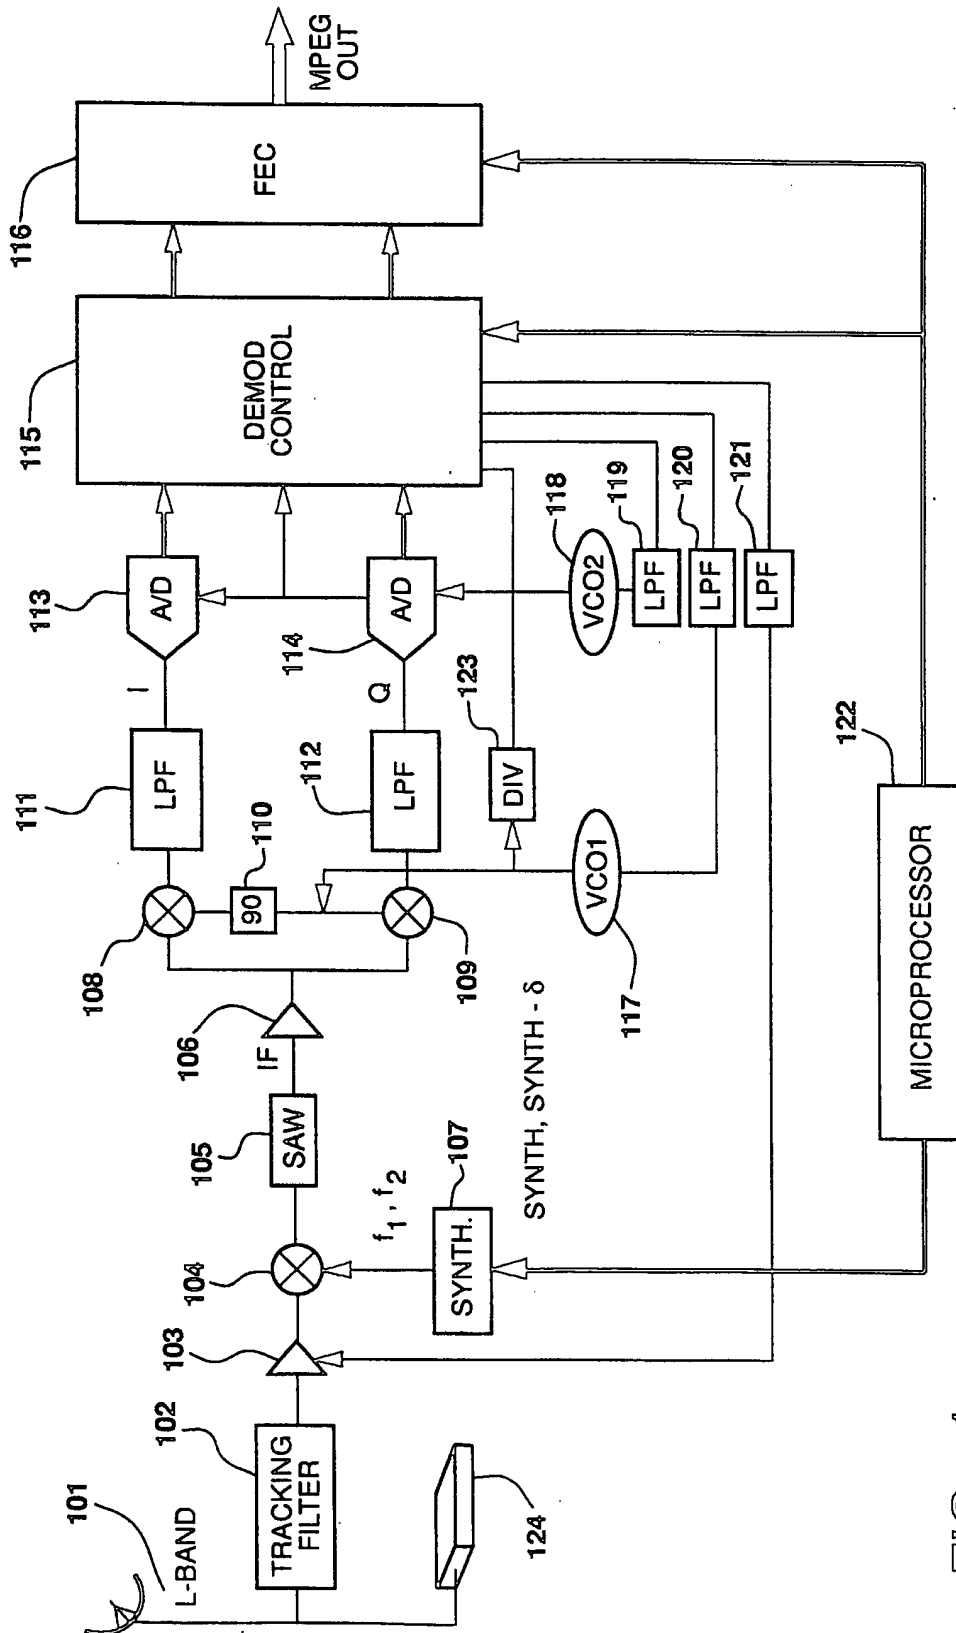 101
L-BAND
102
TRACKING
FILTER
124
103
104
105
SAW
IF
106
f1, f2
107
SYNTH.
SYNTH, SYNTH - δ
108
109
110
90
111
LPF
112
LPF
I
Q
113
A/D
114
A/D
115
DEMOD
CONTROL
116
FEC
MPEG
OUT
117
VCO1
123
DIV
118
VCO2
119
LPF
120
LPF
121
LPF
122
MICROPROCESSOR